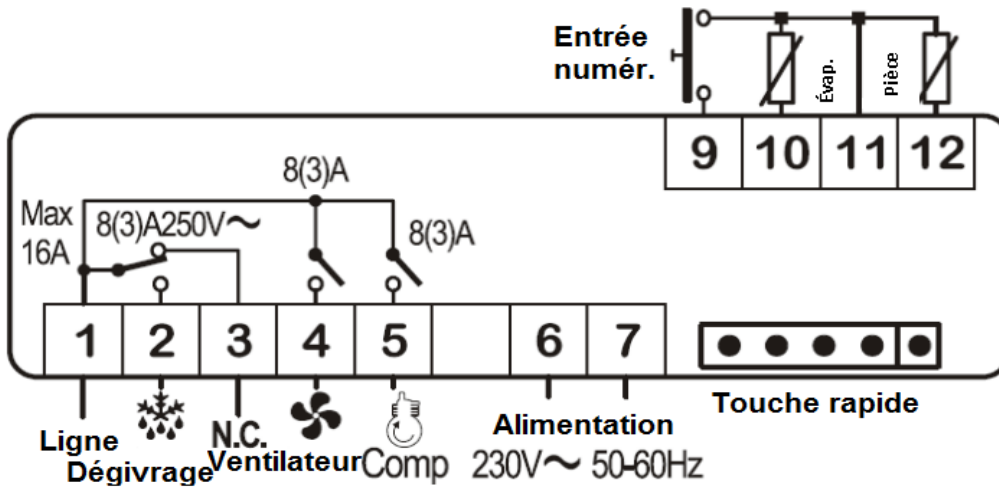 Entrée
numér.
Évap.
pièce
9 10 11 12
8(3)A
Max
16A
8(3)A250V～
8(3)A
1 2 3 4 5 6 7
Ligne
Dégivrage
N.C.
Ventilateur
Comp
Alimentation
230V～ 50-60Hz
Touche rapide